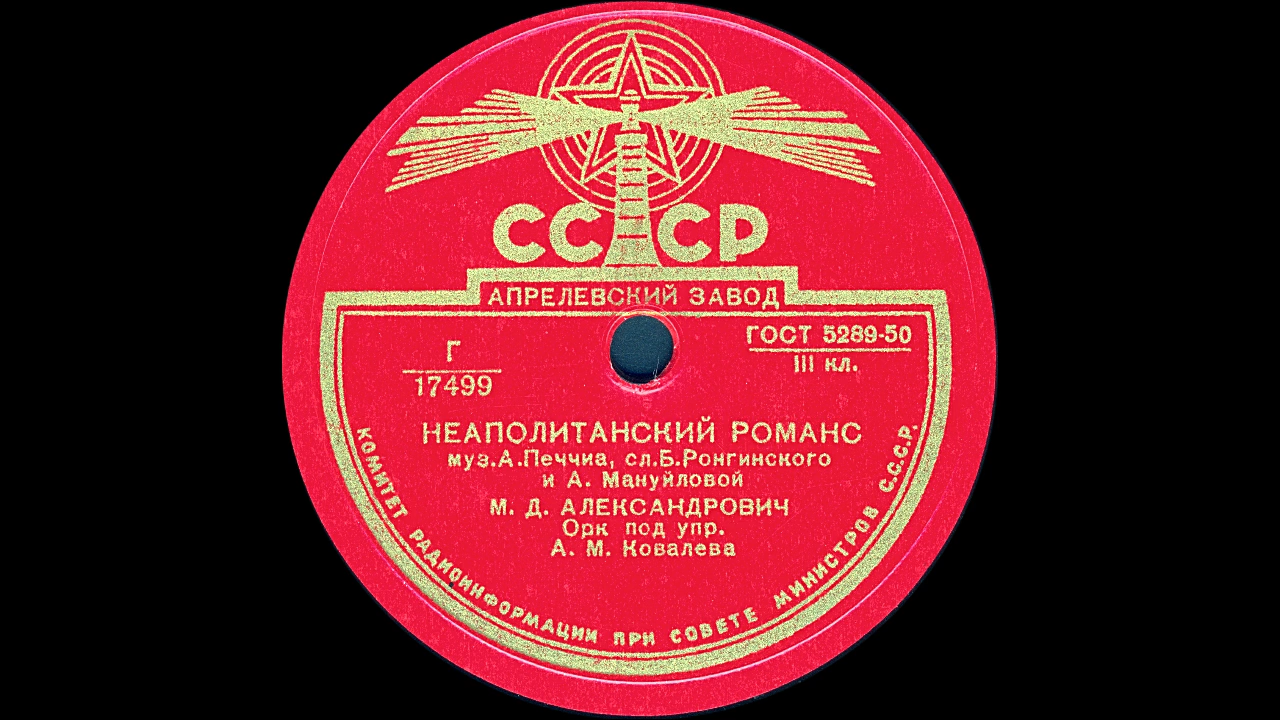 СССР
АПРЕЛЕВСКИЙ ЗАВОД
Г
17499
ГОСТ 5289-50
III кл.
НЕАПОЛИТАНСКИЙ РОМАНС
муз.А.Печчиа, сл.Б.Ронгинского
и А. Мануйловой
М. Д. АЛЕКСАНДРОВИЧ
Орк под упр.
А. М. Ковалева
КОМИТЕТ РАДИОИНФОРМАЦИИ ПРИ СОВЕТЕ МИНИСТРОВ С.С.С.Р.